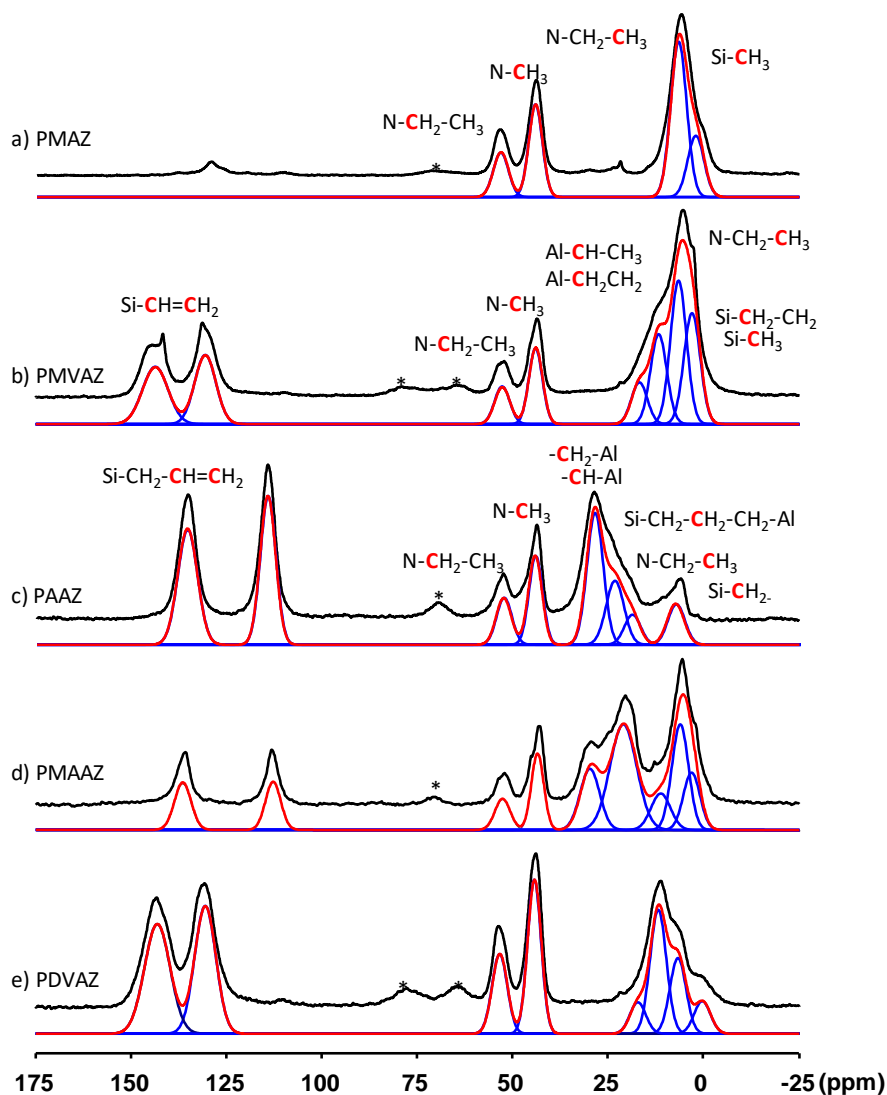 N-CH₂-CH₃
Si-CH₃
N-CH₃
N-CH₂-CH₃
a) PMAZ
*
N-CH₂-CH₃
Al-CH-CH₃
Al-CH₂CH₂
Si-CH=CH₂
N-CH₃
Si-CH₂-CH₂
Si-CH₃
N-CH₂-CH₃
b) PMVAZ
* *
-CH₂-Al
-CH-Al
Si-CH₂-CH=CH₂
N-CH₃
Si-CH₂-CH₂-CH₂-Al
N-CH₂-CH₃
N-CH₂-CH₃
Si-CH₂-
c) PAAZ
*
d) PMAAZ
*
e) PDVAZ
* *
175 150 125 100 75 50 25 0 -25 (ppm)